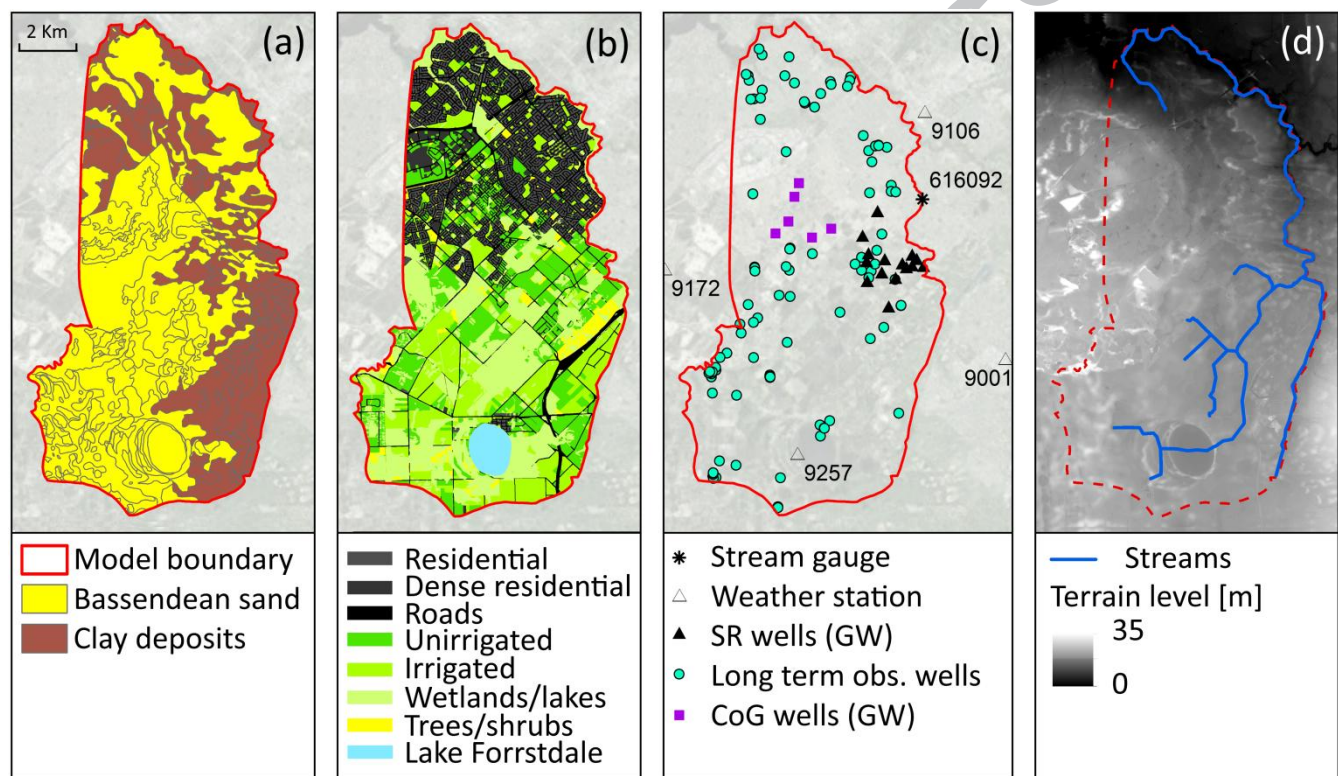 2 Km
(a)
Model boundary
Bassendean sand
Clay deposits
(b)
Residential
Dense residential
Roads
Unirrigated
Irrigated
Wetlands/lakes
Trees/shrubs
Lake Forrstdale
(c)
9106
616092
9172
9001
9257
Stream gauge
Weather station
SR wells (GW)
Long term obs. wells
CoG wells (GW)
(d)
Streams
Terrain level [m]
35
0